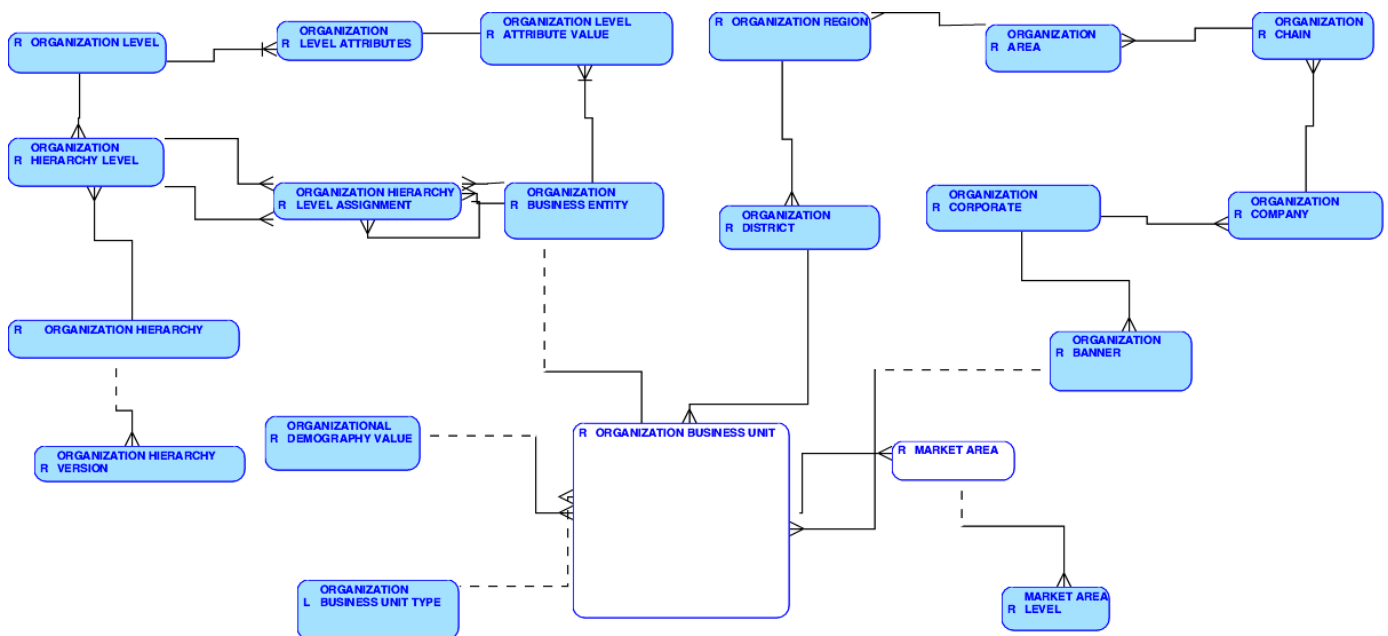 R ORGANIZATION LEVEL
ORGANIZATION
R LEVEL ATTRIBUTES
ORGANIZATION LEVEL
R ATTRIBUTE VALUE
R ORGANIZATION REGION
ORGANIZATION
R AREA
ORGANIZATION
R CHAIN
ORGANIZATION
R HIERARCHY LEVEL
ORGANIZATION HIERARCHY
R LEVEL ASSIGNMENT
ORGANIZATION
R BUSINESS ENTITY
ORGANIZATION
R DISTRICT
ORGANIZATION
R CORPORATE
ORGANIZATION
R COMPANY
R ORGANIZATION HIERARCHY
ORGANIZATION
R BANNER
ORGANIZATIONAL
R DEMOGRAPHY VALUE
R ORGANIZATION BUSINESS UNIT
R MARKET AREA
ORGANIZATION HIERARCHY
R VERSION
ORGANIZATION
L BUSINESS UNIT TYPE
MARKET AREA
R LEVEL